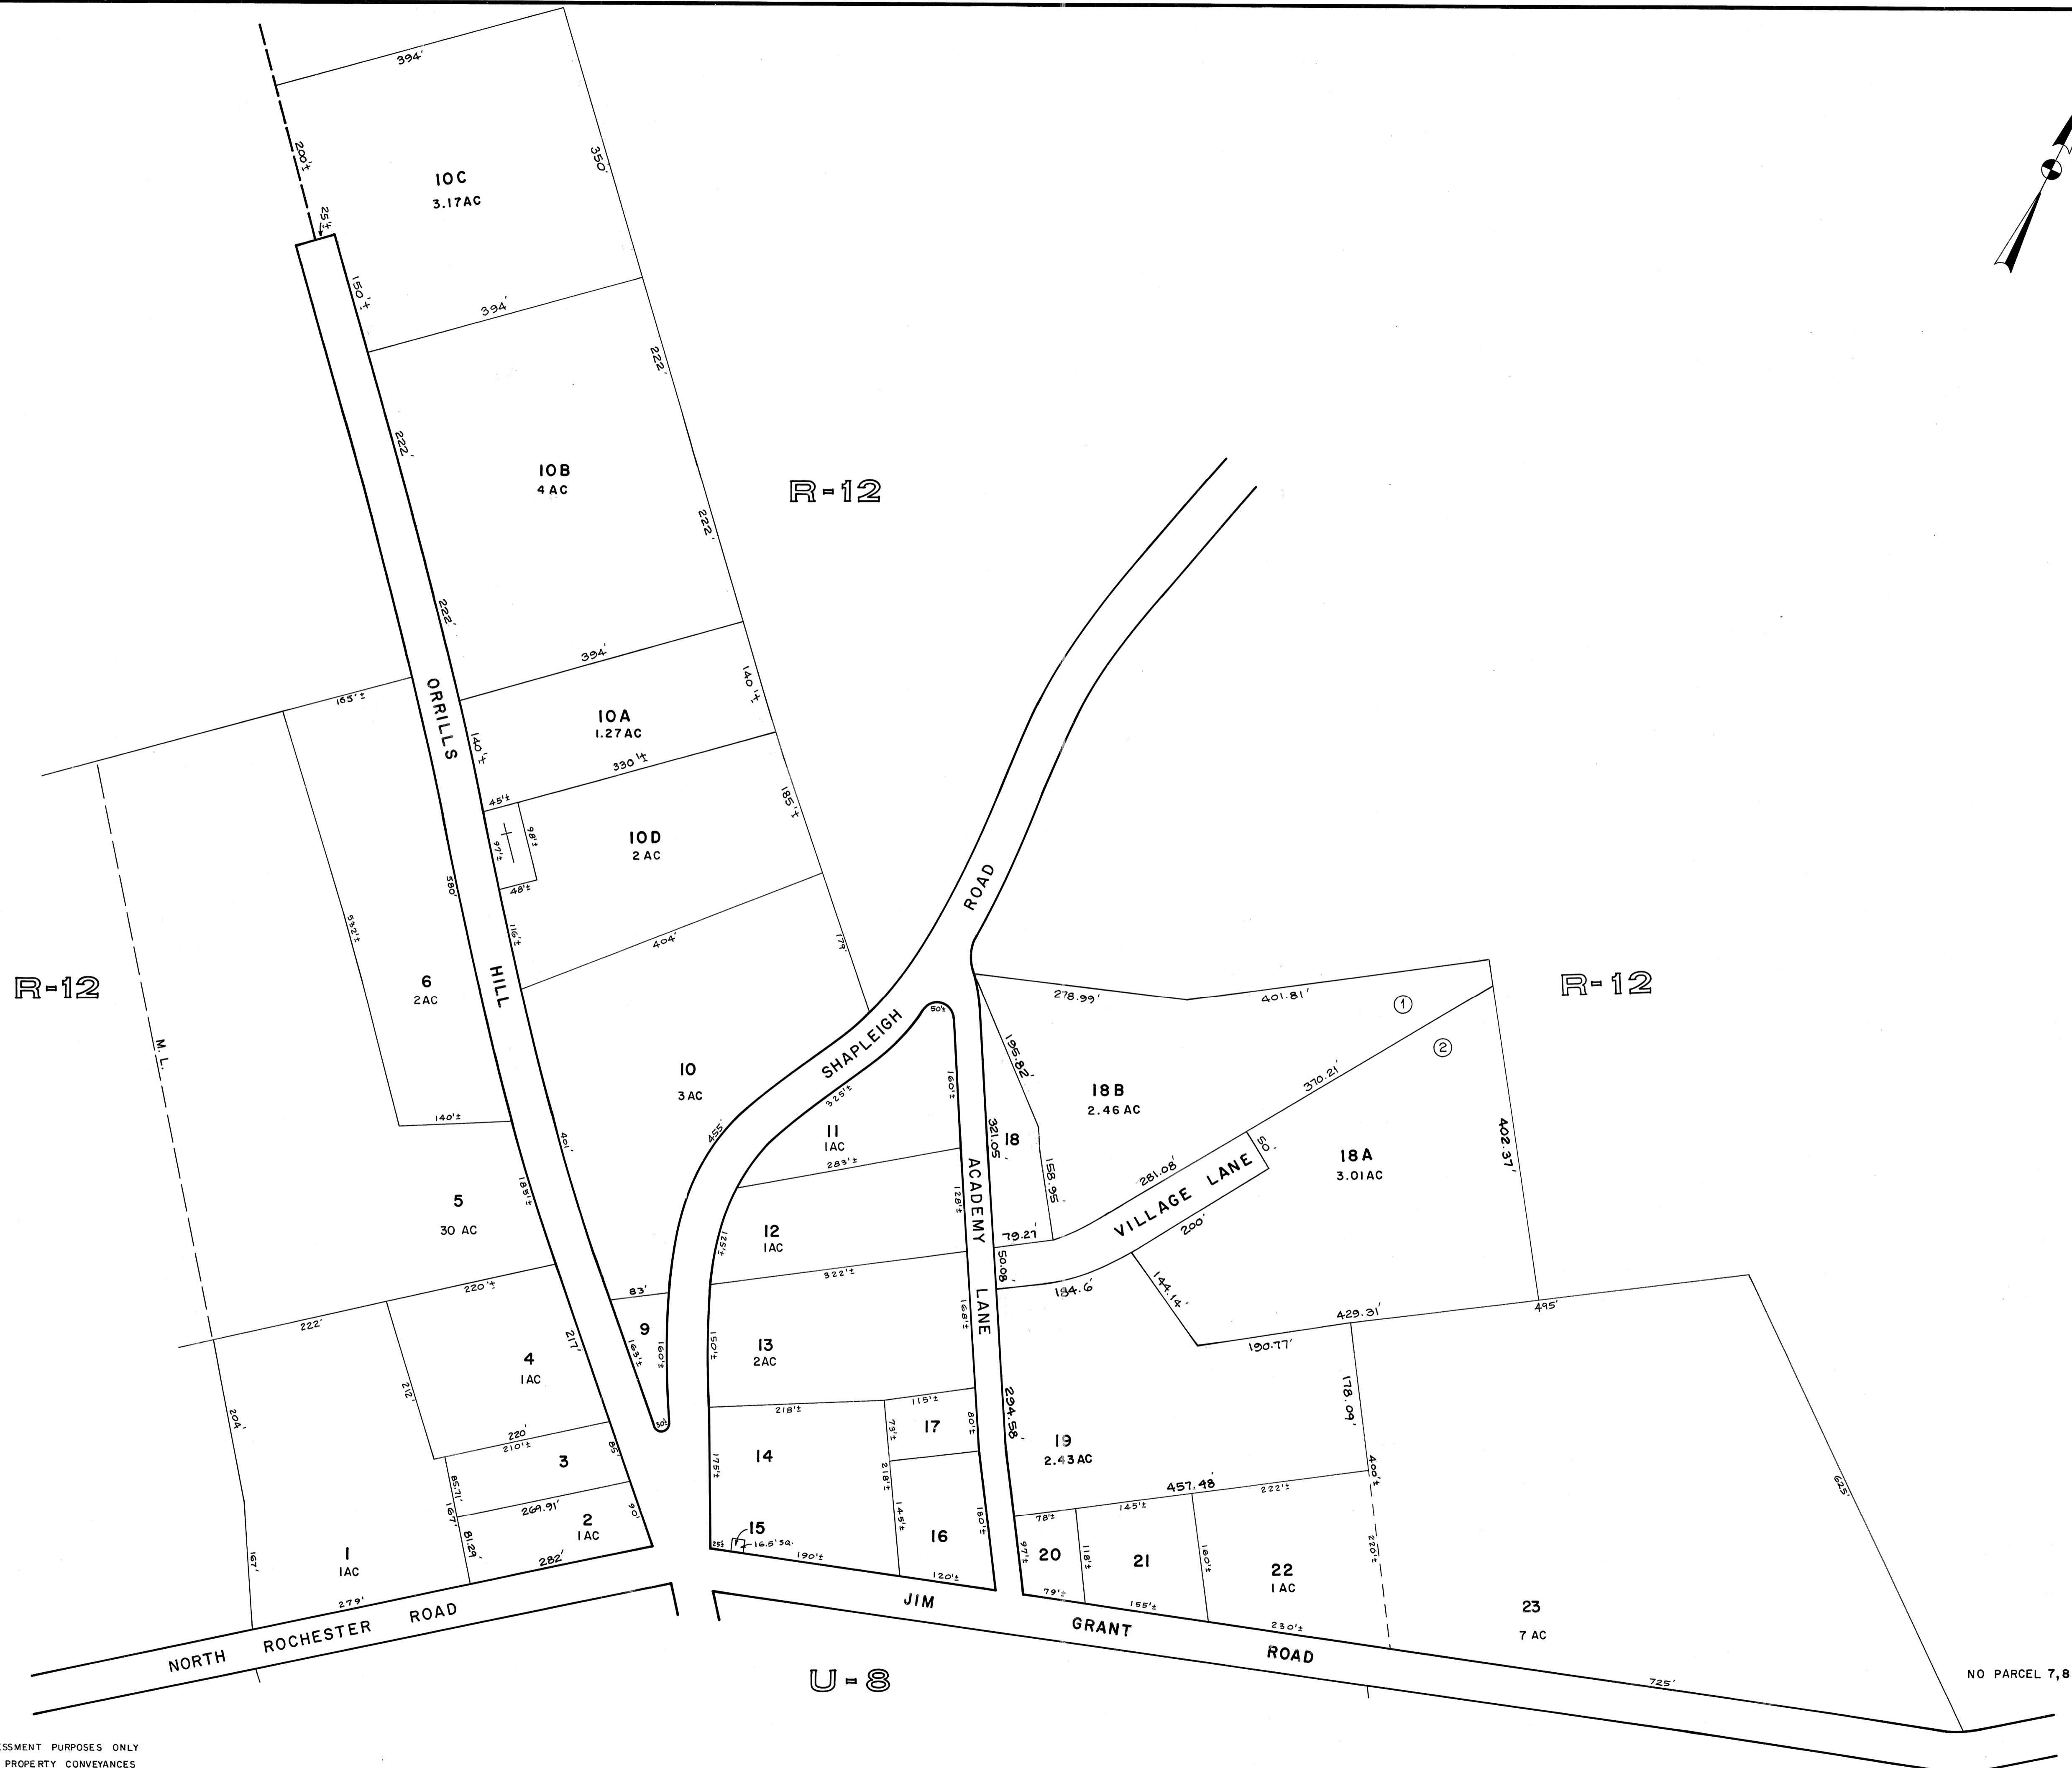 394'
200'±
25'±
350'
10C
3.17AC
150'±
394'
222'
222'
10B
4 AC
R-12
222'
222'
394'
140'±
165'±
ORRILLS
10A
1.27AC
140'±
330'±
45'±
185'±
98'±
97'±
10D
2 AC
48'±
580'
532'±
116'±
404'
179'
ROAD
R-12
6
2AC
HILL
278.99'
401.81'
1
R-12
50'±
SHAPLEIGH
195.82'
2
M. L.
10
3 AC
160'±
370.21'
18B
2.46 AC
325'±
140'±
455'
401'
11
1AC
321.05'
18
402.37'
50'
283'±
18A
3.01AC
158.95'
281.08'
185'±
ACADEMY
128'±
VILLAGE LANE
5
30 AC
12
1AC
125'±
79.27'
200'
322'±
50.08'
184.6'
144.14'
220'±
83'
222'
9
163'±
160'±
LANE
168'±
429.31'
495'
217'
13
2AC
150'±
190.77'
4
1AC
212'
178.09'
115'±
218'±
204'
30'±
294.58'
80'±
73'±
17
220'
210'±
85'
3
14
175'±
19
2.43AC
218'±
400'±
85.71'
457.48'
222'±
145'±
625'
167'
269.91'
90'
78'±
2
1AC
81.29'
15
16.5' SQ.
25'±
145'±
180'±
16
97'±
20
118'±
21
160'±
220'±
1
1AC
167'
282'
190'±
120'±
22
1 AC
79'±
155'±
230'±
279'
NORTH ROCHESTER ROAD
JIM
GRANT
ROAD
23
7 AC
725'
NO PARCEL 7,8
U-8
SSMENT PURPOSES ONLY
PROPERTY CONVEYANCES